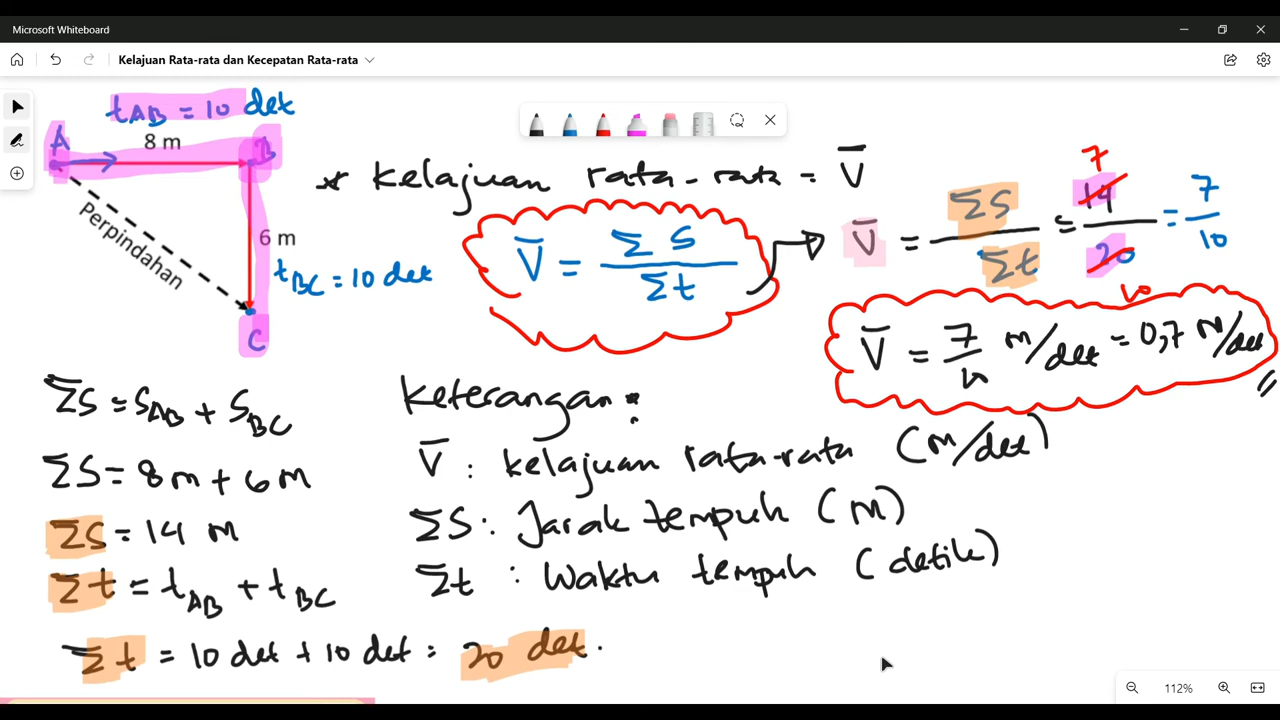 Microsoft Whiteboard
Kelajuan Rata-rata dan Kecepatan Rata-rata
tAB = 10 det
A
8 m
B
Perpindahan
6 m
tBC = 10 det
C
* Kelajuan rata-rata = V̅
V̅ = ΣS / Σt
V̅ = ΣS / Σt = 14 / 20 = 7 / 10
7
10
V̅ = 7 / 10 m/det = 0,7 m/det
ΣS = SAB + SBC
ΣS = 8 m + 6 m
ΣS = 14 m
Σt = tAB + tBC
Σt = 10 det + 10 det = 20 det.
Keterangan :
V̅ : kelajuan rata-rata (m/det)
ΣS : Jarak tempuh (m)
Σt : Waktu tempuh (detik)
112%